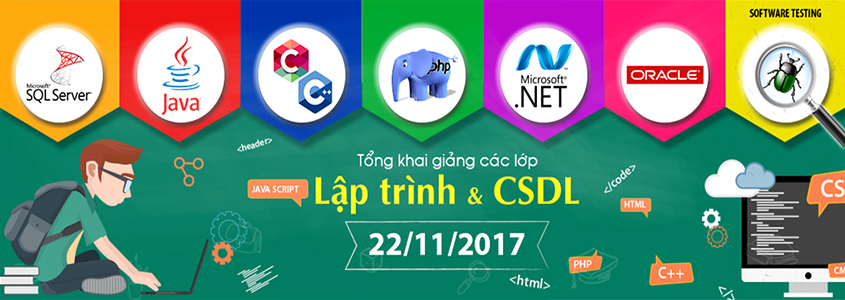 SOFTWARE TESTING
Microsoft®
SQL Server®
Java™
C
C++
php
Microsoft®
.NET
ORACLE
<header>
Tổng khai giảng các lớp
JAVA SCRIPT
Lập trình & CSDL
</code>
HTML
CS
22/11/2017
PHP
C++
<html>
CM